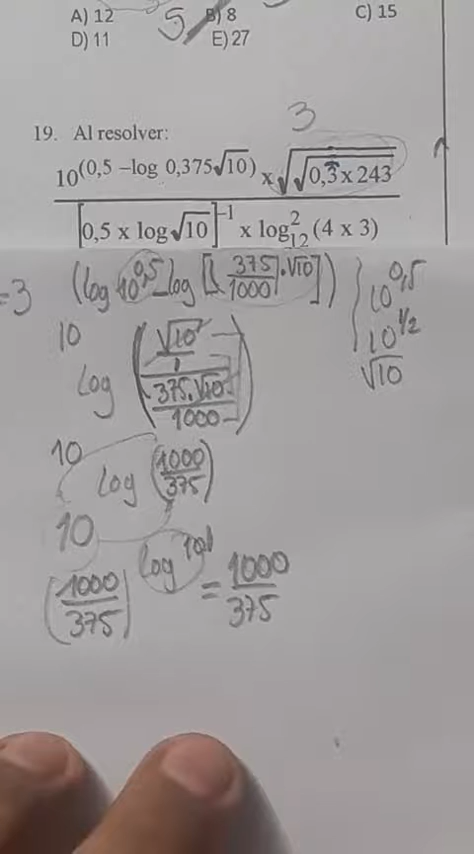 A) 12 5 B) 8 C) 15
D) 11 E) 27
3
19. Al resolver:
10^(0,5 –log 0,375√10) x √√0,3̂ x 243
[0,5 x log√10]^-1 x log²₁₂ (4 x 3)
=3 10^(log 10^0,5 – log [375/1000 · √10]) } 10^0,5
10^1/2
√10
10^log (√10/1 / 375·√10/1000)
10^log (1000/375)
10
(1000/375)^log 10 = 1000/375